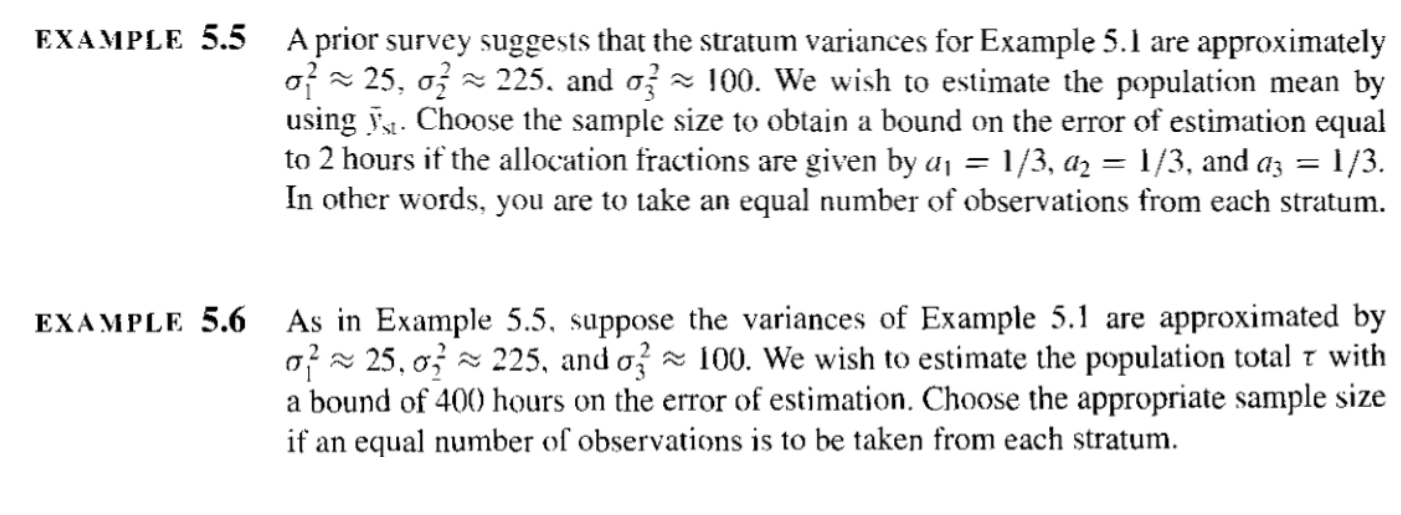 EXAMPLE 5.5 A prior survey suggests that the stratum variances for Example 5.1 are approximately
σ₁² ≈ 25, σ₂² ≈ 225, and σ₃² ≈ 100. We wish to estimate the population mean by
using ȳₛₜ. Choose the sample size to obtain a bound on the error of estimation equal
to 2 hours if the allocation fractions are given by a₁ = 1/3, a₂ = 1/3, and a₃ = 1/3.
In other words, you are to take an equal number of observations from each stratum.
EXAMPLE 5.6 As in Example 5.5, suppose the variances of Example 5.1 are approximated by
σ₁² ≈ 25, σ₂² ≈ 225, and σ₃² ≈ 100. We wish to estimate the population total τ with
a bound of 400 hours on the error of estimation. Choose the appropriate sample size
if an equal number of observations is to be taken from each stratum.